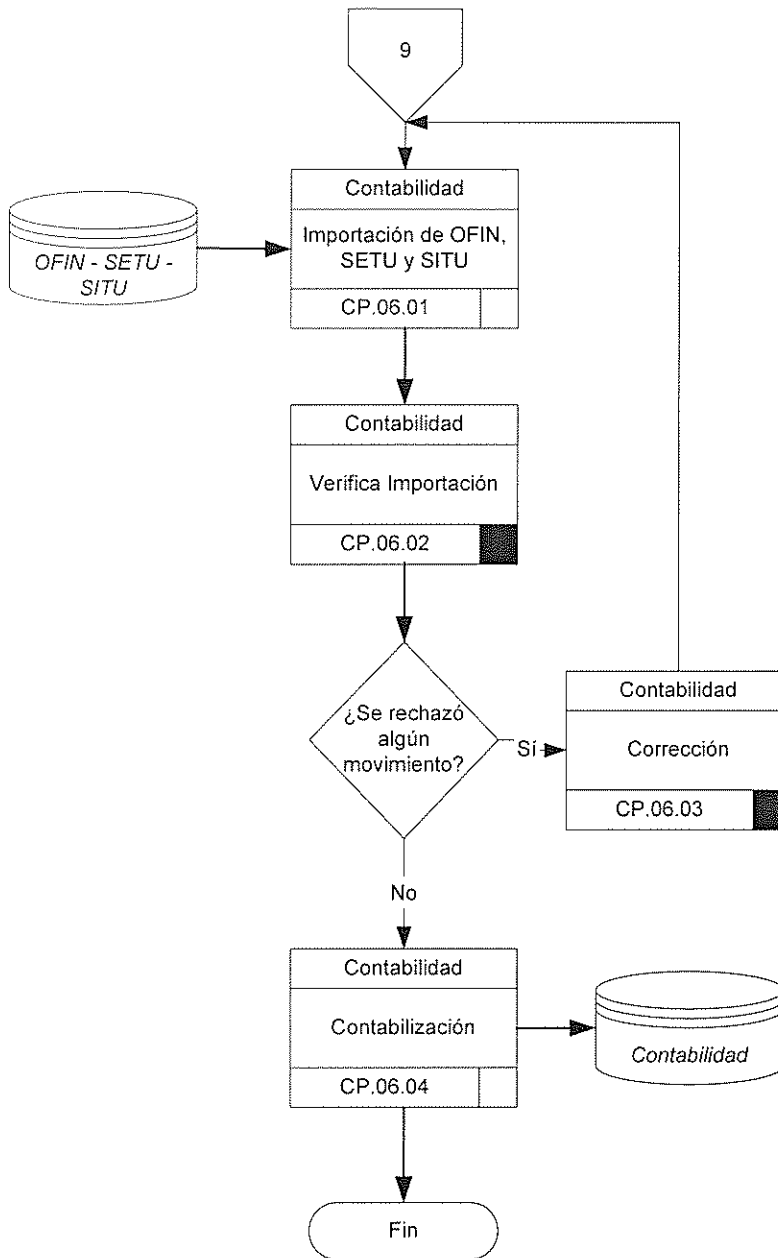 9
Contabilidad
Importación de OFIN,
SETU y SITU
CP.06.01
OFIN - SETU -
SITU
Contabilidad
Verifica Importación
CP.06.02
¿Se rechazó
algún
movimiento?
Sí
Contabilidad
Corrección
CP.06.03
No
Contabilidad
Contabilización
CP.06.04
Contabilidad
Fin